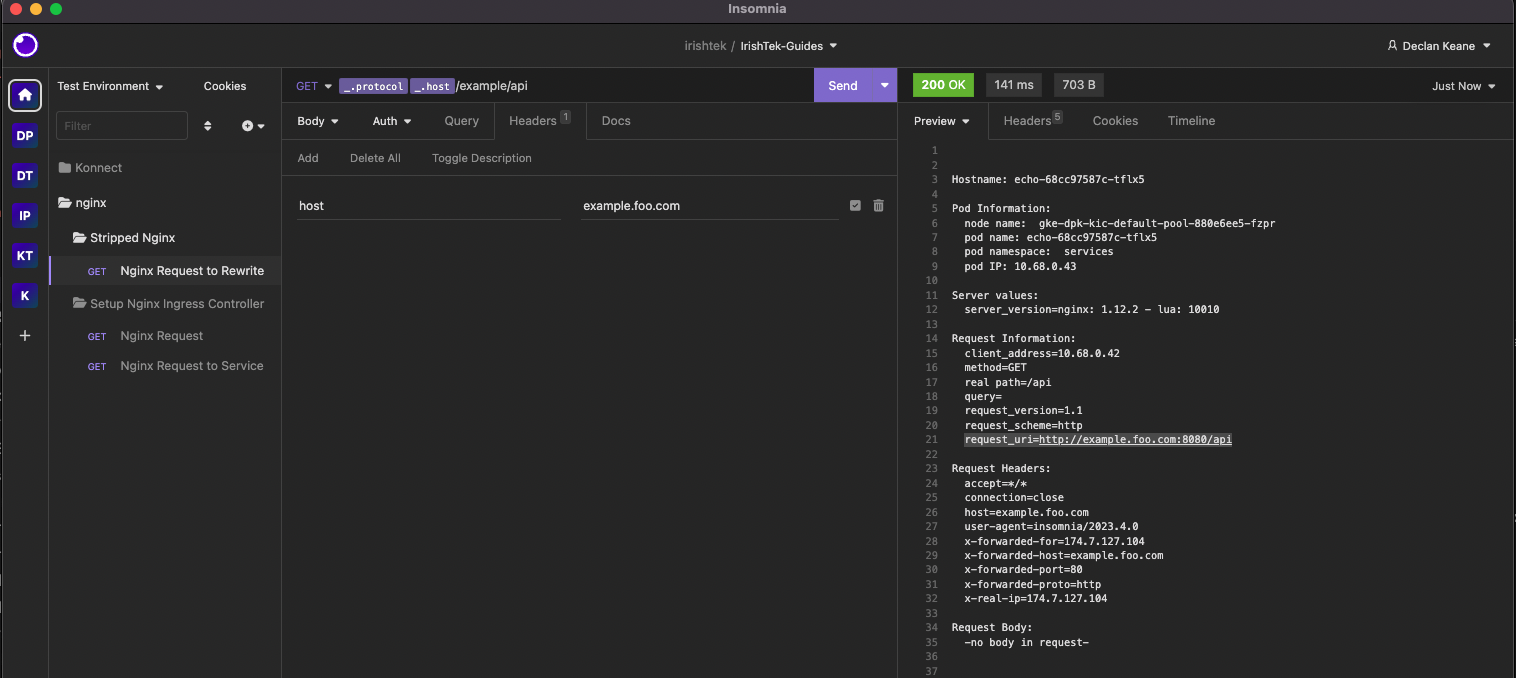 Insomnia
irishtek / IrishTek-Guides
Declan Keane
DP
DT
IP
KT
K
Test Environment
Cookies
Filter
Konnect
nginx
Stripped Nginx
GET Nginx Request to Rewrite
Setup Nginx Ingress Controller
GET Nginx Request
GET Nginx Request to Service
GET _.protocol _.host /example/api
Send
Body Auth Query Headers 1 Docs
Add Delete All Toggle Description
host example.foo.com
200 OK 141 ms 703 B Just Now
Preview Headers 5 Cookies Timeline
1
2
3 Hostname: echo-68cc97587c-tflx5
4
5 Pod Information:
6 node name:  gke-dpk-kic-default-pool-880e6ee5-fzpr
7 pod name: echo-68cc97587c-tflx5
8 pod namespace:  services
9 pod IP: 10.68.0.43
10
11 Server values:
12 server_version=nginx: 1.12.2 - lua: 10010
13
14 Request Information:
15 client_address=10.68.0.42
16 method=GET
17 real path=/api
18 query=
19 request_version=1.1
20 request_scheme=http
21 request_uri=http://example.foo.com:8080/api
22
23 Request Headers:
24 accept=*/*
25 connection=close
26 host=example.foo.com
27 user-agent=insomnia/2023.4.0
28 x-forwarded-for=174.7.127.104
29 x-forwarded-host=example.foo.com
30 x-forwarded-port=80
31 x-forwarded-proto=http
32 x-real-ip=174.7.127.104
33
34 Request Body:
35 -no body in request-
36
37